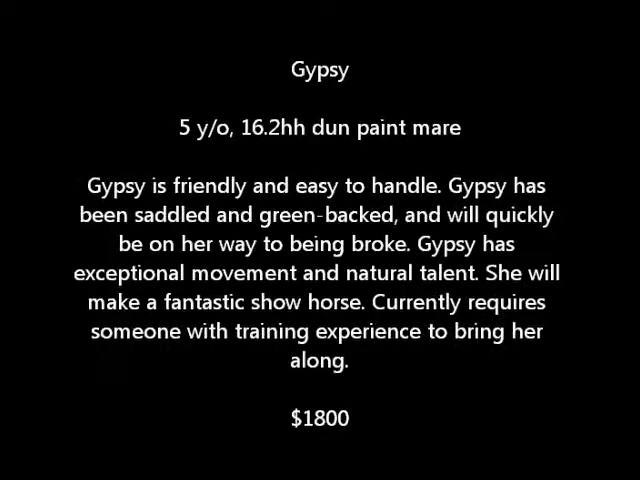 Gypsy
5 y/o, 16.2hh dun paint mare
Gypsy is friendly and easy to handle. Gypsy has
been saddled and green-backed, and will quickly
be on her way to being broke. Gypsy has
exceptional movement and natural talent. She will
make a fantastic show horse. Currently requires
someone with training experience to bring her
along.
$1800